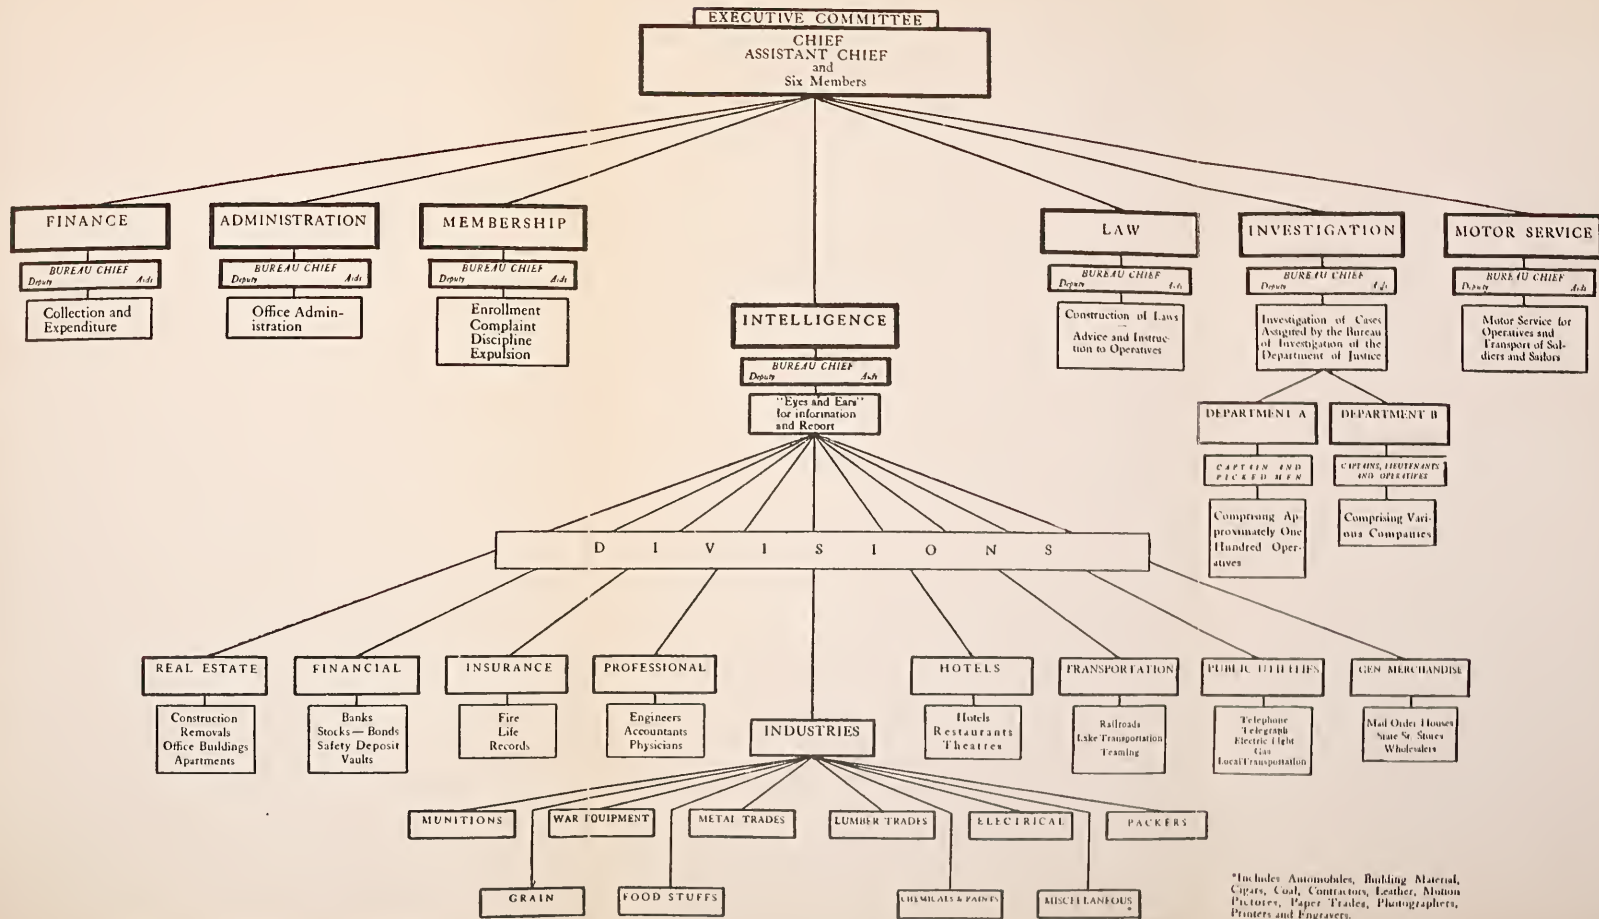 EXECUTIVE COMMITTEE
CHIEF
ASSISTANT CHIEF
and
Six Members
FINANCE
BUREAU CHIEF
Deputy Aids
Collection and
Expenditure
ADMINISTRATION
BUREAU CHIEF
Deputy Aids
Office Admin-
istration
MEMBERSHIP
BUREAU CHIEF
Deputy Aids
Enrollment
Complaint
Discipline
Expulsion
INTELLIGENCE
BUREAU CHIEF
Deputy Aids
"Eyes and Ears"
for information
and Report
LAW
BUREAU CHIEF
Deputy Aids
Construction of Laws
Advice and Instruc-
tion to Operatives
INVESTIGATION
BUREAU CHIEF
Deputy Aids
Investigation of Cases
Assigned by the Bureau
of Investigation of the
Department of Justice
DEPARTMENT A
CAPTAIN AND
PICKED MEN
Comprising Ap-
proximately One
Hundred Oper-
atives
DEPARTMENT B
CAPTAINS, LIEUTENANTS
AND OPERATIVES
Comprising Vari-
ous Companies
MOTOR SERVICE
BUREAU CHIEF
Deputy Aids
Motor Service for
Operatives and
Transport of Sol-
diers and Sailors
DIVISIONS
REAL ESTATE
Construction
Removals
Office Buildings
Apartments
FINANCIAL
Banks
Stocks — Bonds
Safety Deposit
Vaults
INSURANCE
Fire
Life
Records
PROFESSIONAL
Engineers
Accountants
Physicians
INDUSTRIES
HOTELS
Hotels
Restaurants
Theatres
TRANSPORTATION
Railroads
Lake Transportation
Teaming
PUBLIC UTILITIES
Telephone
Telegraph
Electric Light
Gas
Local Transportation
GEN MERCHANDISE
Mail Order Houses
State St. Stores
Wholesalers
MUNITIONS
WAR EQUIPMENT
METAL TRADES
LUMBER TRADES
ELECTRICAL
PACKERS
GRAIN
FOOD STUFFS
CHEMICALS & PAINTS
MISCELLANEOUS*
*Includes Automobiles, Building Material,
Cigars, Coal, Contractors, Leather, Motion
Pictures, Paper Trades, Photographers,
Printers and Engravers.